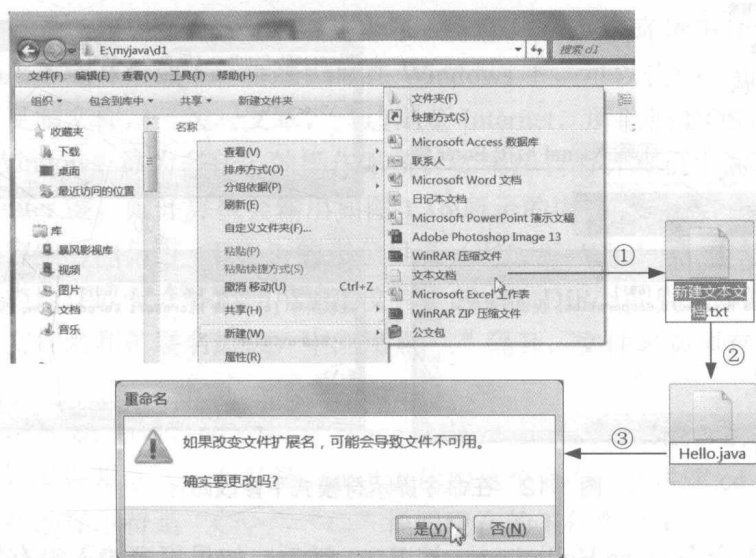 E:\myjava\d1
搜索 d1
文件(F) 编辑(E) 查看(V) 工具(T) 帮助(H)
组织 包含到库中 共享 新建文件夹
收藏夹
下载
桌面
最近访问的位置
库
暴风影视库
视频
图片
文档
音乐
名称
查看(V)
排序方式(O)
分组依据(P)
刷新(E)
自定义文件夹(F)...
粘贴(P)
粘贴快捷方式(S)
撤消 移动(U) Ctrl+Z
共享(H)
新建(W)
属性(R)
文件夹(F)
快捷方式(S)
Microsoft Access 数据库
联系人
Microsoft Word 文档
日记本文档
Microsoft PowerPoint 演示文稿
Adobe Photoshop Image 13
WinRAR 压缩文件
文本文档
Microsoft Excel 工作表
WinRAR ZIP 压缩文件
公文包
①
新建文本文
档.txt
②
Hello.java
③
重命名
如果改变文件扩展名，可能会导致文件不可用。
确实要更改吗?
是(Y) 否(N)